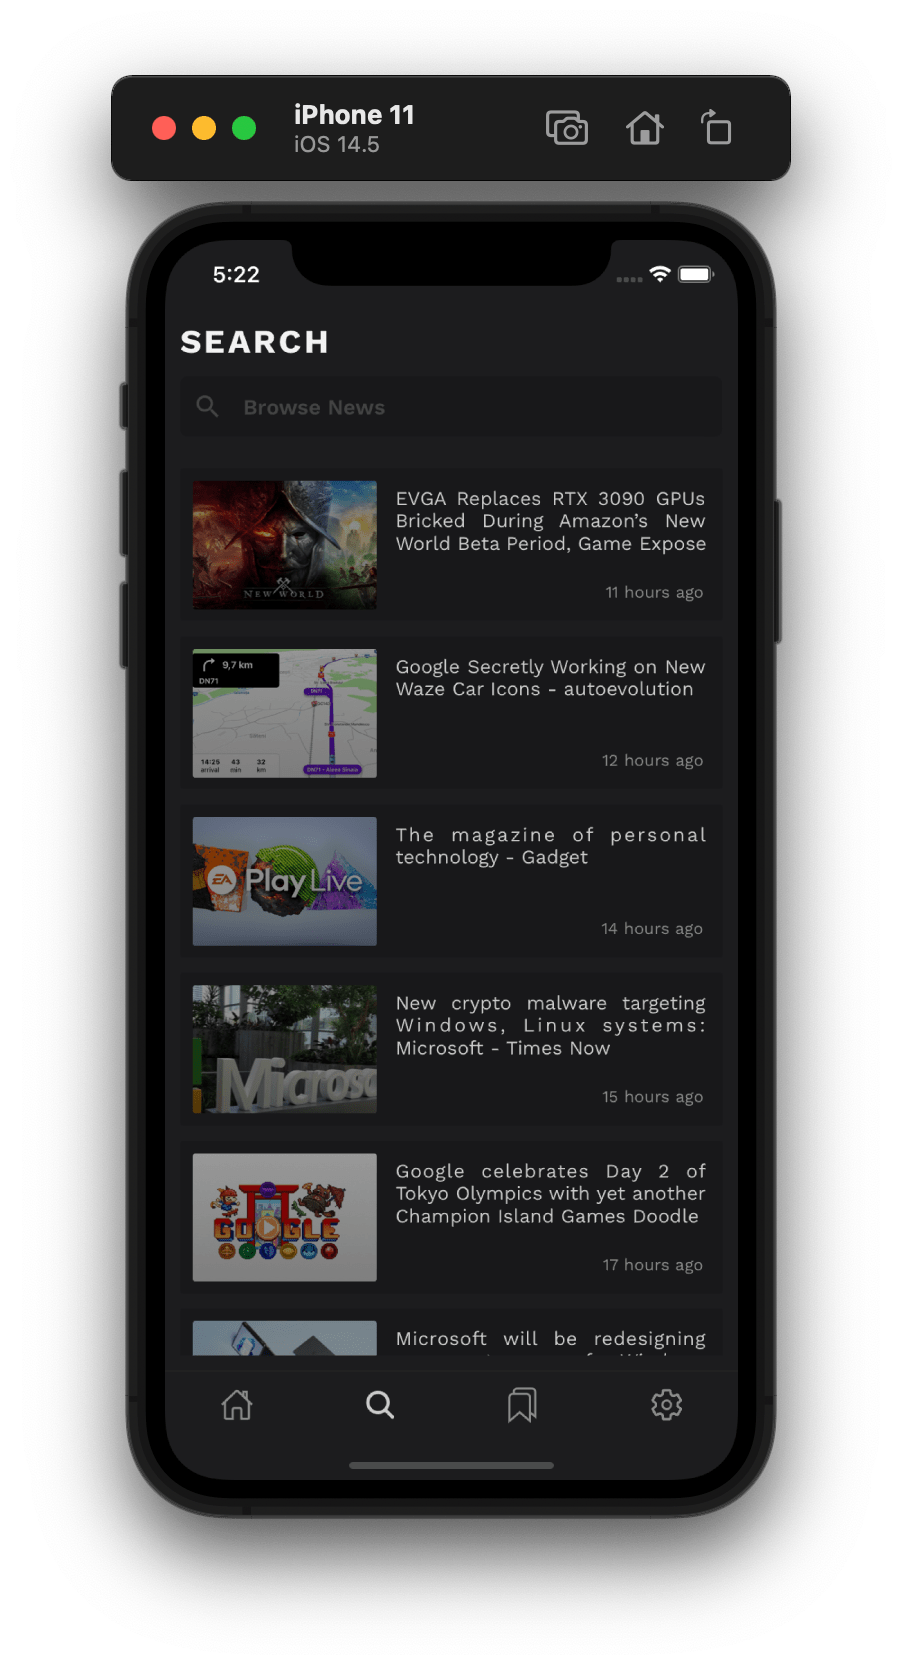 iPhone 11
iOS 14.5
5:22
SEARCH
Browse News
EVGA Replaces RTX 3090 GPUs
Bricked During Amazon's New
World Beta Period, Game Expose
11 hours ago
NEW WORLD
Google Secretly Working on New
Waze Car Icons - autoevolution
12 hours ago
9,7 km
DN71
DN71
14:25
43
32
arrival
min
km
DN71 - Aleea Sinaia
The magazine of personal
technology - Gadget
14 hours ago
EA Play Live
New crypto malware targeting
Windows, Linux systems:
Microsoft - Times Now
15 hours ago
Microso
Google celebrates Day 2 of
Tokyo Olympics with yet another
Champion Island Games Doodle
17 hours ago
GOOGLE
Microsoft will be redesigning